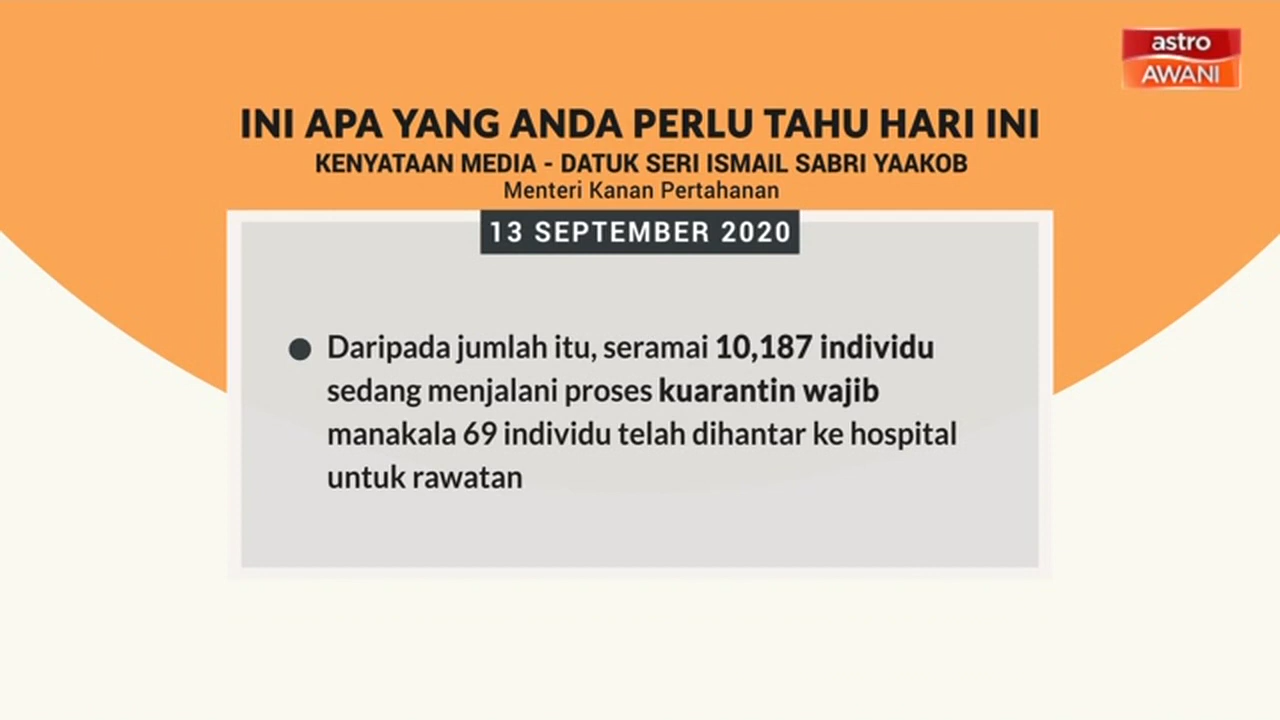 astro
AWANI
INI APA YANG ANDA PERLU TAHU HARI INI
KENYATAAN MEDIA - DATUK SERI ISMAIL SABRI YAAKOB
Menteri Kanan Pertahanan
13 SEPTEMBER 2020
Daripada jumlah itu, seramai 10,187 individu
sedang menjalani proses kuarantin wajib
manakala 69 individu telah dihantar ke hospital
untuk rawatan